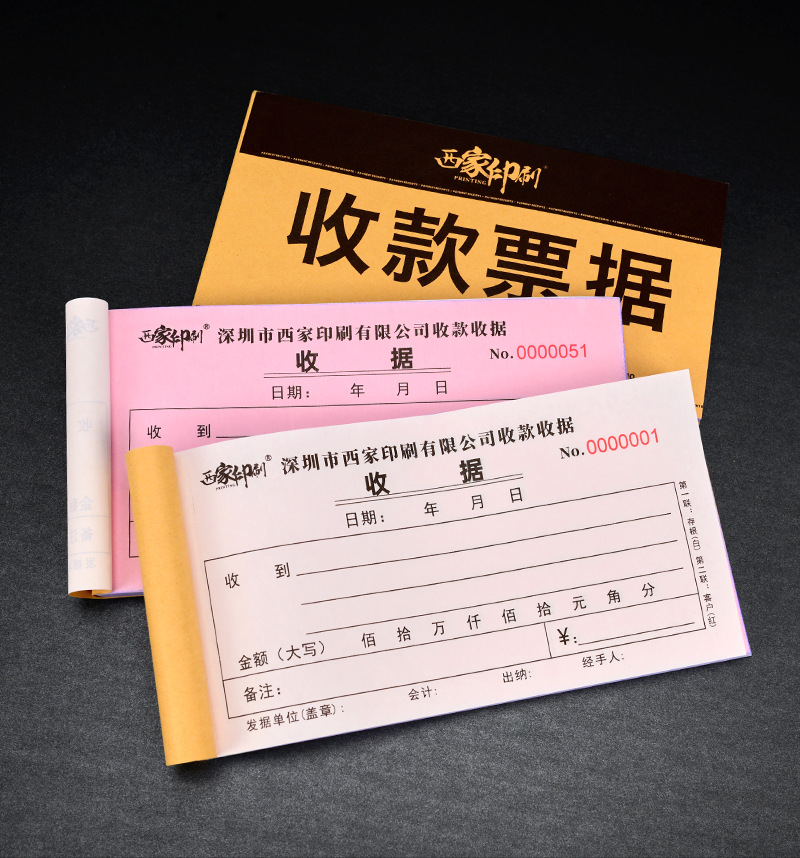 西家印刷®
PRINTING
• PAYMENT RECEIPTS • PAYMENT RECEIPTS •
收款票据
西家印刷® 深圳市西家印刷有限公司收款收据
收 据 No.0000051
日期： 年 月 日
收 到
西家印刷® 深圳市西家印刷有限公司收款收据
PRINTING
收 据 No.0000001
日期： 年 月 日
收 到
金额（大写） 佰 拾 万 仟 佰 拾 元 角 分
备注： ¥：
发据单位(盖章)： 会计： 出纳： 经手人：
第一联：存根(白) 第二联：客户(红)